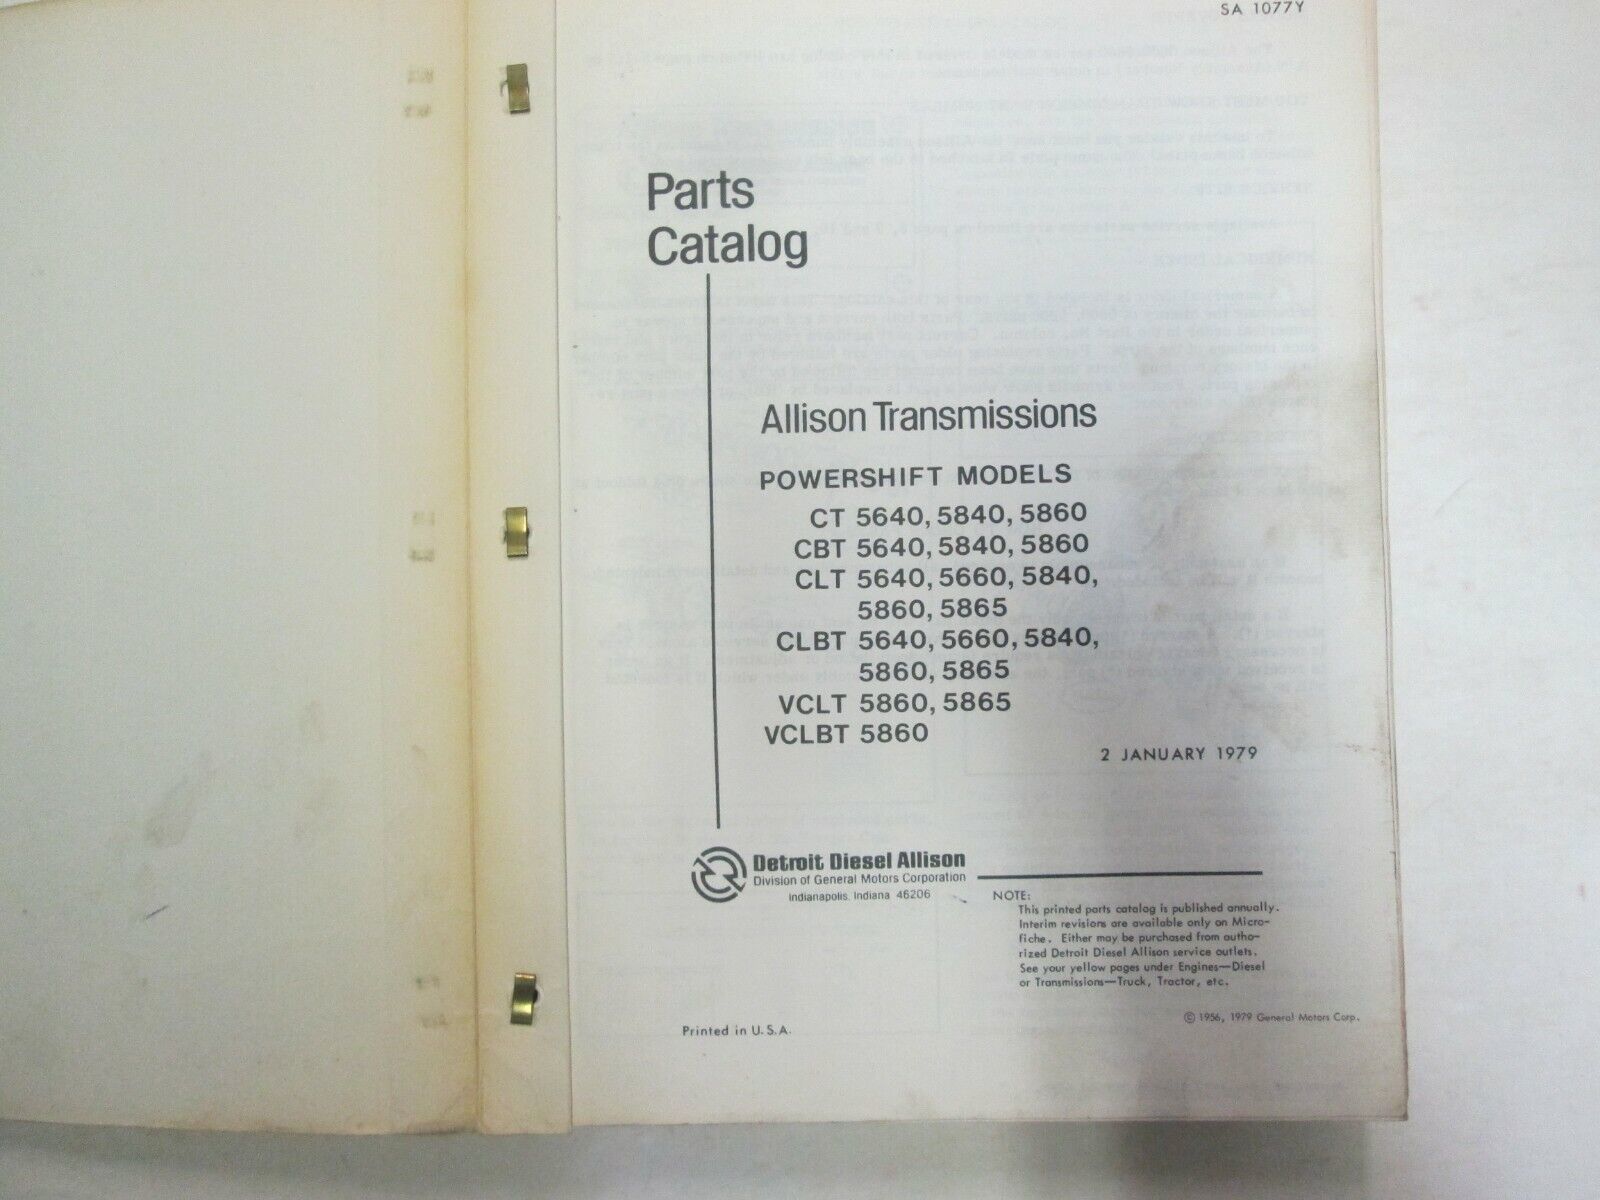 SA 1077Y
Parts
Catalog
Allison Transmissions
POWERSHIFT MODELS
CT 5640, 5840, 5860
CBT 5640, 5840, 5860
CLT 5640, 5660, 5840,
5860, 5865
CLBT 5640, 5660, 5840,
5860, 5865
VCLT 5860, 5865
VCLBT 5860
2 JANUARY 1979
Detroit Diesel Allison
Division of General Motors Corporation
Indianapolis, Indiana 46206
NOTE:
This printed parts catalog is published annually.
Interim revisions are available only on Micro-
fiche. Either may be purchased from autho-
rized Detroit Diesel Allison service outlets.
See your yellow pages under Engines—Diesel
or Transmissions—Truck, Tractor, etc.
© 1956, 1979 General Motors Corp.
Printed in U.S.A.